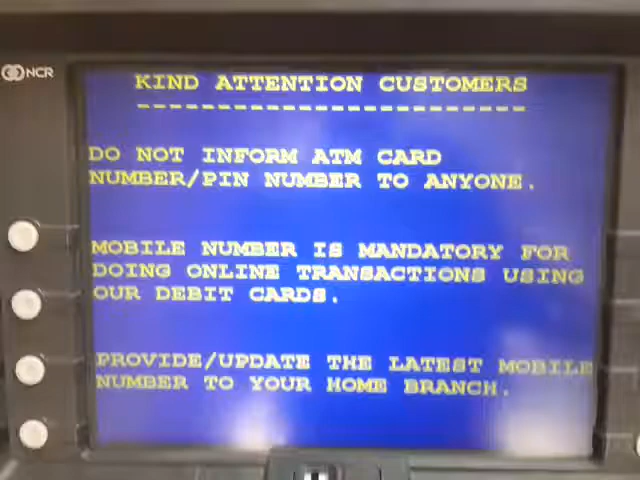 NCR
KIND ATTENTION CUSTOMERS
------------------------
DO NOT INFORM ATM CARD
NUMBER/PIN NUMBER TO ANYONE.
MOBILE NUMBER IS MANDATORY FOR
DOING ONLINE TRANSACTIONS USING
OUR DEBIT CARDS.
PROVIDE/UPDATE THE LATEST MOBILE
NUMBER TO YOUR HOME BRANCH.